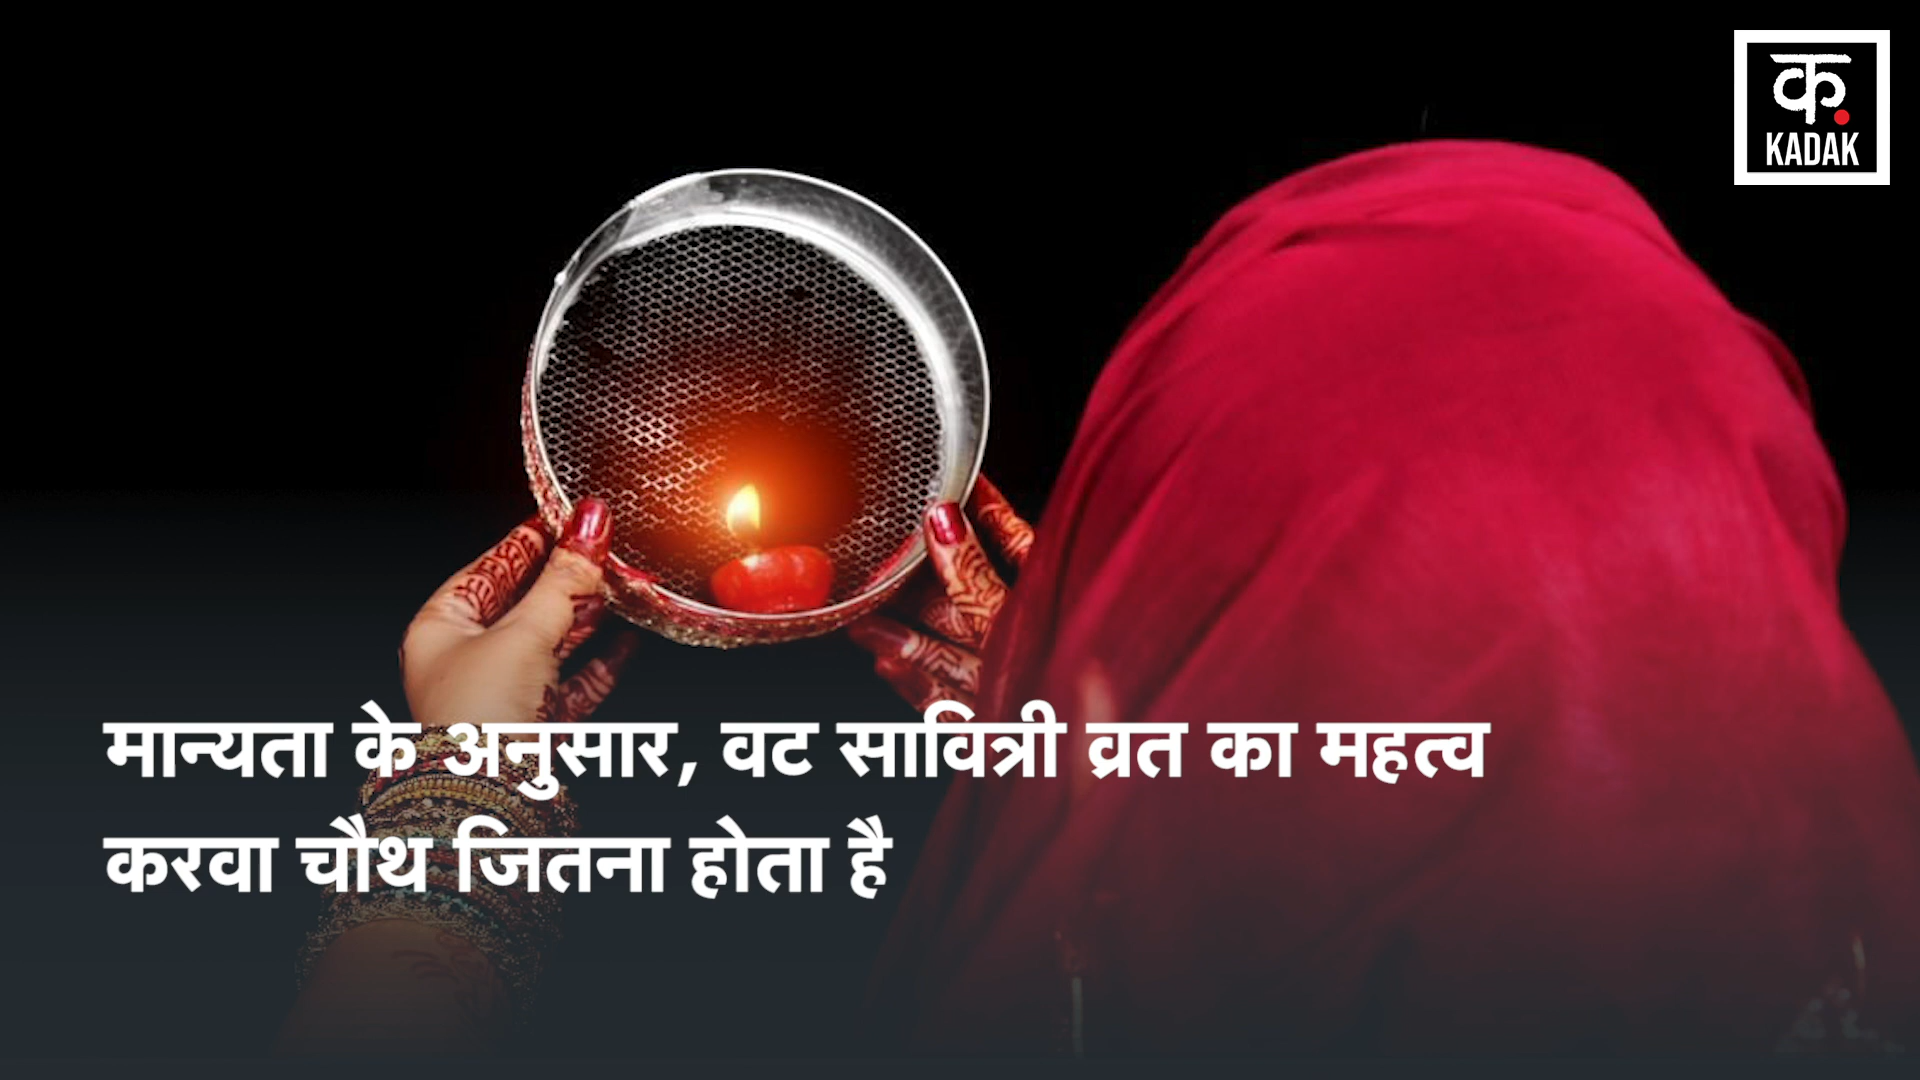 क.
KADAK
मान्यता के अनुसार, वट सावित्री व्रत का महत्व
करवा चौथ जितना होता है